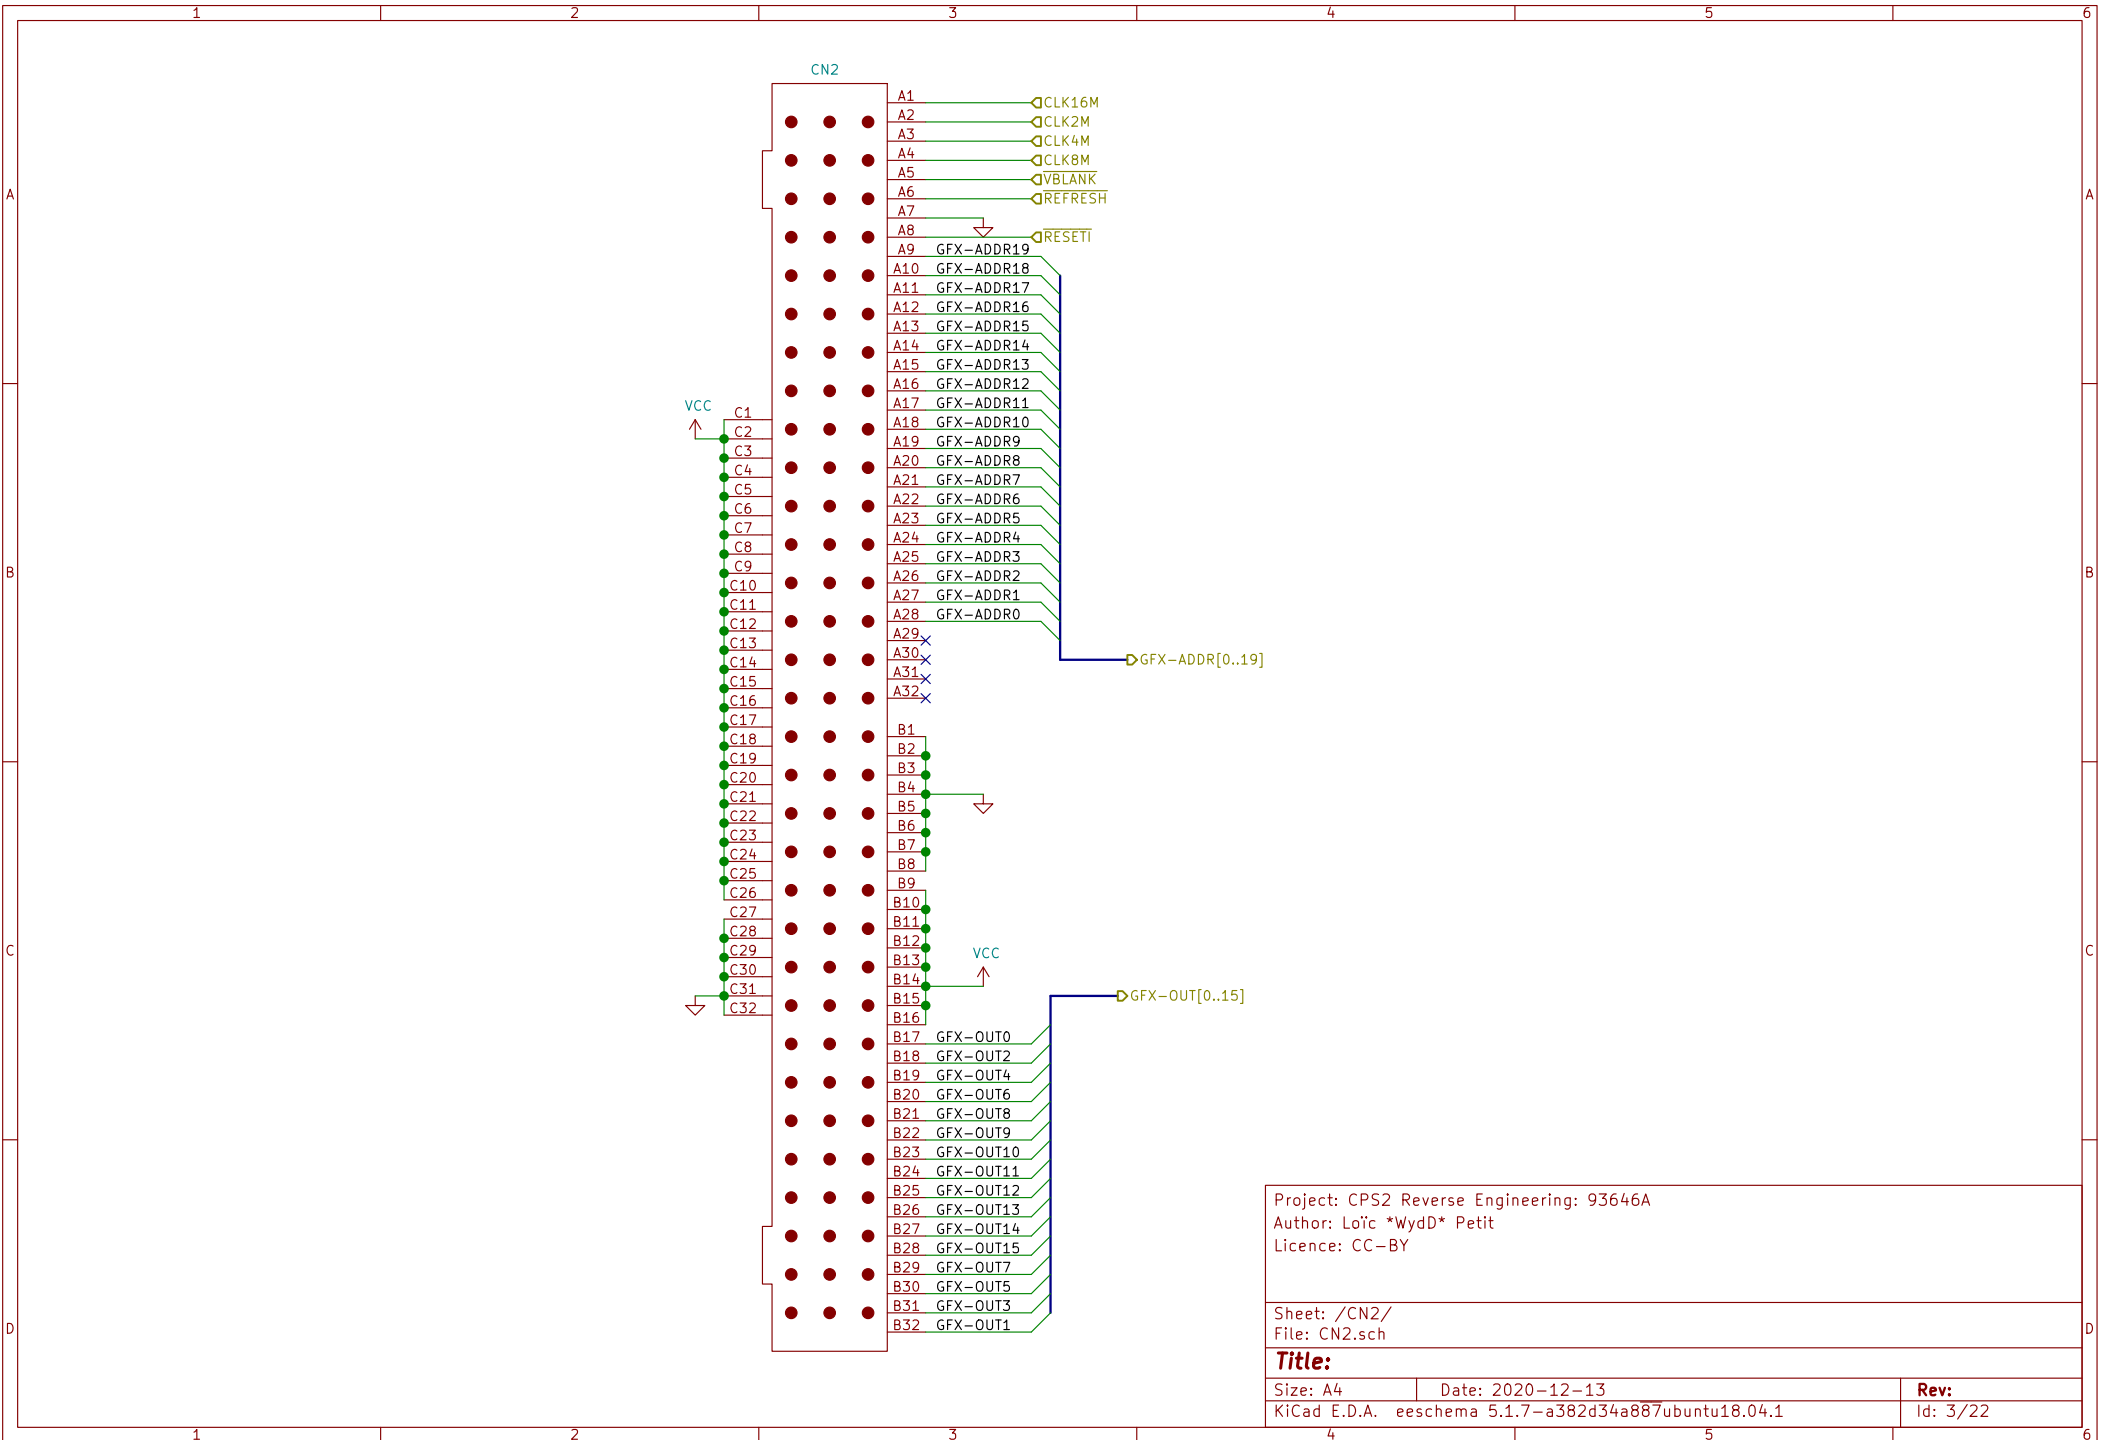 1 2 3 4 5 6
CN2
A1 CLK16M
A2 CLK2M
A3 CLK4M
A4 CLK8M
A5 VBLANK
A6 REFRESH
A7
A A
A8 RESETI
A9 GFX-ADDR19
A10 GFX-ADDR18
A11 GFX-ADDR17
A12 GFX-ADDR16
A13 GFX-ADDR15
A14 GFX-ADDR14
A15 GFX-ADDR13
A16 GFX-ADDR12
A17 GFX-ADDR11
A18 GFX-ADDR10
A19 GFX-ADDR9
A20 GFX-ADDR8
A21 GFX-ADDR7
A22 GFX-ADDR6
A23 GFX-ADDR5
A24 GFX-ADDR4
A25 GFX-ADDR3
A26 GFX-ADDR2
A27 GFX-ADDR1
A28 GFX-ADDR0
A29
A30
A31
A32
GFX-ADDR[0..19]
VCC
C1
C2
C3
C4
C5
C6
C7
C8
C9
C10
C11
C12
C13
C14
C15
C16
C17
C18
C19
C20
C21
C22
C23
C24
C25
C26
C27
C28
C29
C30
C31
C32
B B
B1
B2
B3
B4
B5
B6
B7
B8
B9
B10
B11
B12
B13
B14
B15
B16
VCC
GFX-OUT[0..15]
C C
B17 GFX-OUT0
B18 GFX-OUT2
B19 GFX-OUT4
B20 GFX-OUT6
B21 GFX-OUT8
B22 GFX-OUT9
B23 GFX-OUT10
B24 GFX-OUT11
B25 GFX-OUT12
B26 GFX-OUT13
B27 GFX-OUT14
B28 GFX-OUT15
B29 GFX-OUT7
B30 GFX-OUT5
B31 GFX-OUT3
B32 GFX-OUT1
D D
Project: CPS2 Reverse Engineering: 93646A
Author: Loïc *WydD* Petit
Licence: CC-BY
Sheet: /CN2/
File: CN2.sch
Title:
Size: A4 Date: 2020-12-13 Rev:
KiCad E.D.A. eeschema 5.1.7-a382d34a887ubuntu18.04.1 Id: 3/22
1 2 3 4 5 6